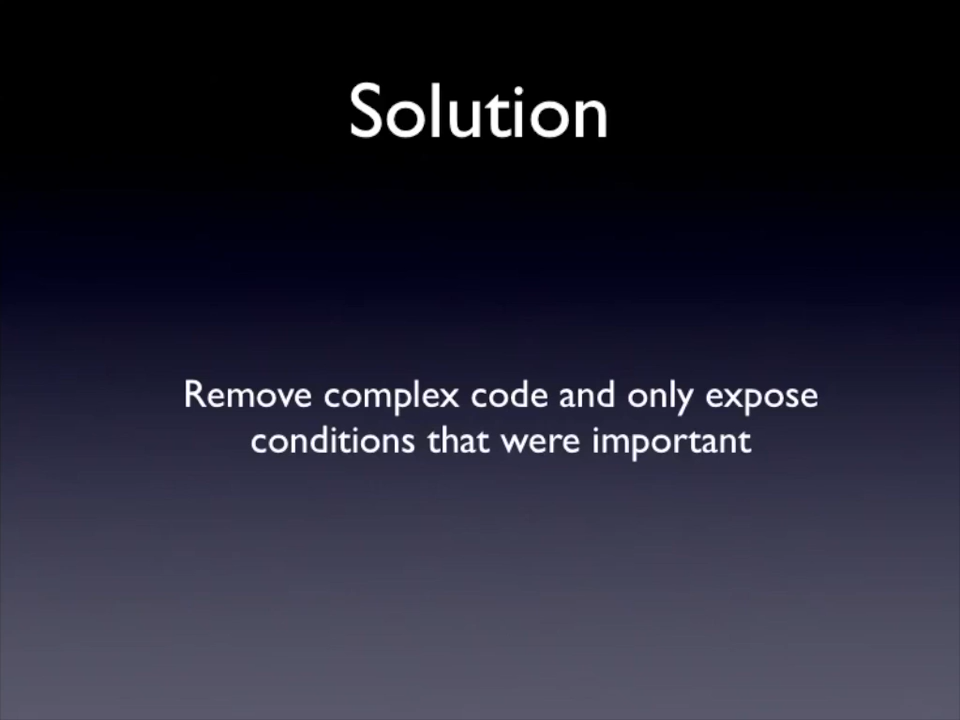 Solution
Remove complex code and only expose
conditions that were important